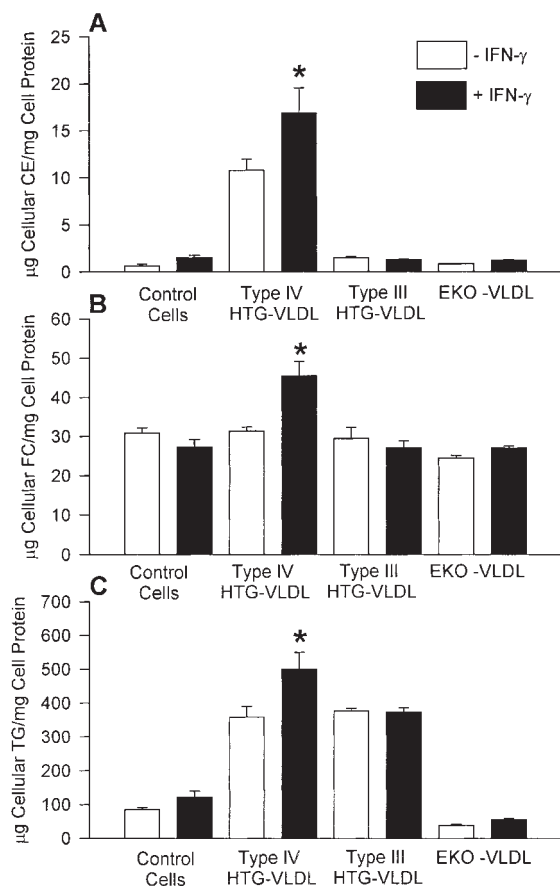 A
µg Cellular CE/mg Cell Protein
25
20
15
10
5
0
*
- IFN-γ
+ IFN-γ
Control
Cells
Type IV
HTG-VLDL
Type III
HTG-VLDL
EKO -VLDL
B
µg Cellular FC/mg Cell Protein
60
50
40
30
20
10
0
*
Control
Cells
Type IV
HTG-VLDL
Type III
HTG-VLDL
EKO -VLDL
C
µg Cellular TG/mg Cell Protein
700
600
500
400
300
200
100
0
*
Control
Cells
Type IV
HTG-VLDL
Type III
HTG-VLDL
EKO -VLDL